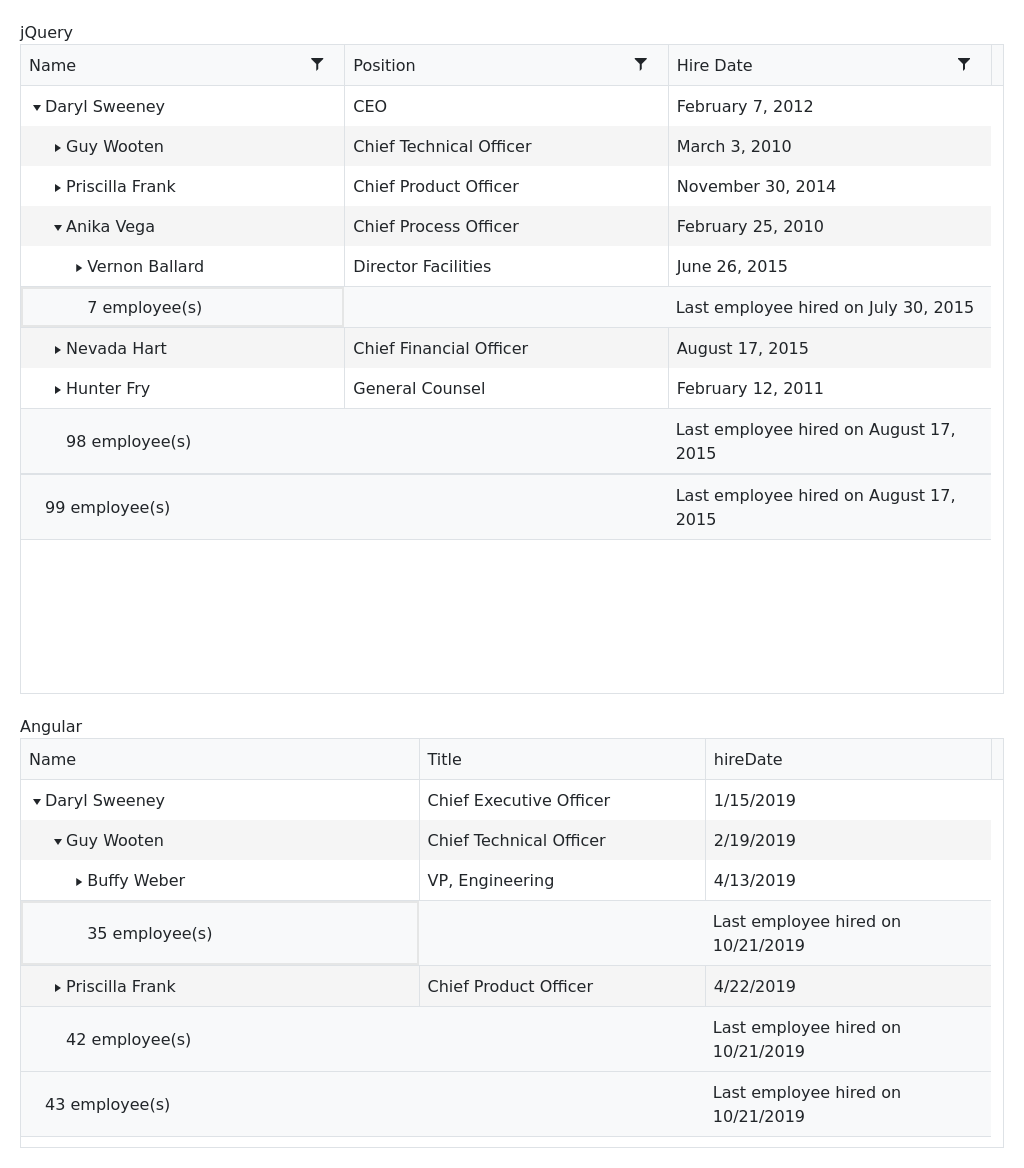 jQuery
Name Position Hire Date
Daryl Sweeney CEO February 7, 2012
Guy Wooten Chief Technical Officer March 3, 2010
Priscilla Frank Chief Product Officer November 30, 2014
Anika Vega Chief Process Officer February 25, 2010
Vernon Ballard Director Facilities June 26, 2015
7 employee(s) Last employee hired on July 30, 2015
Nevada Hart Chief Financial Officer August 17, 2015
Hunter Fry General Counsel February 12, 2011
98 employee(s) Last employee hired on August 17,
2015
99 employee(s) Last employee hired on August 17,
2015
Angular
Name Title hireDate
Daryl Sweeney Chief Executive Officer 1/15/2019
Guy Wooten Chief Technical Officer 2/19/2019
Buffy Weber VP, Engineering 4/13/2019
35 employee(s) Last employee hired on
10/21/2019
Priscilla Frank Chief Product Officer 4/22/2019
42 employee(s) Last employee hired on
10/21/2019
43 employee(s) Last employee hired on
10/21/2019